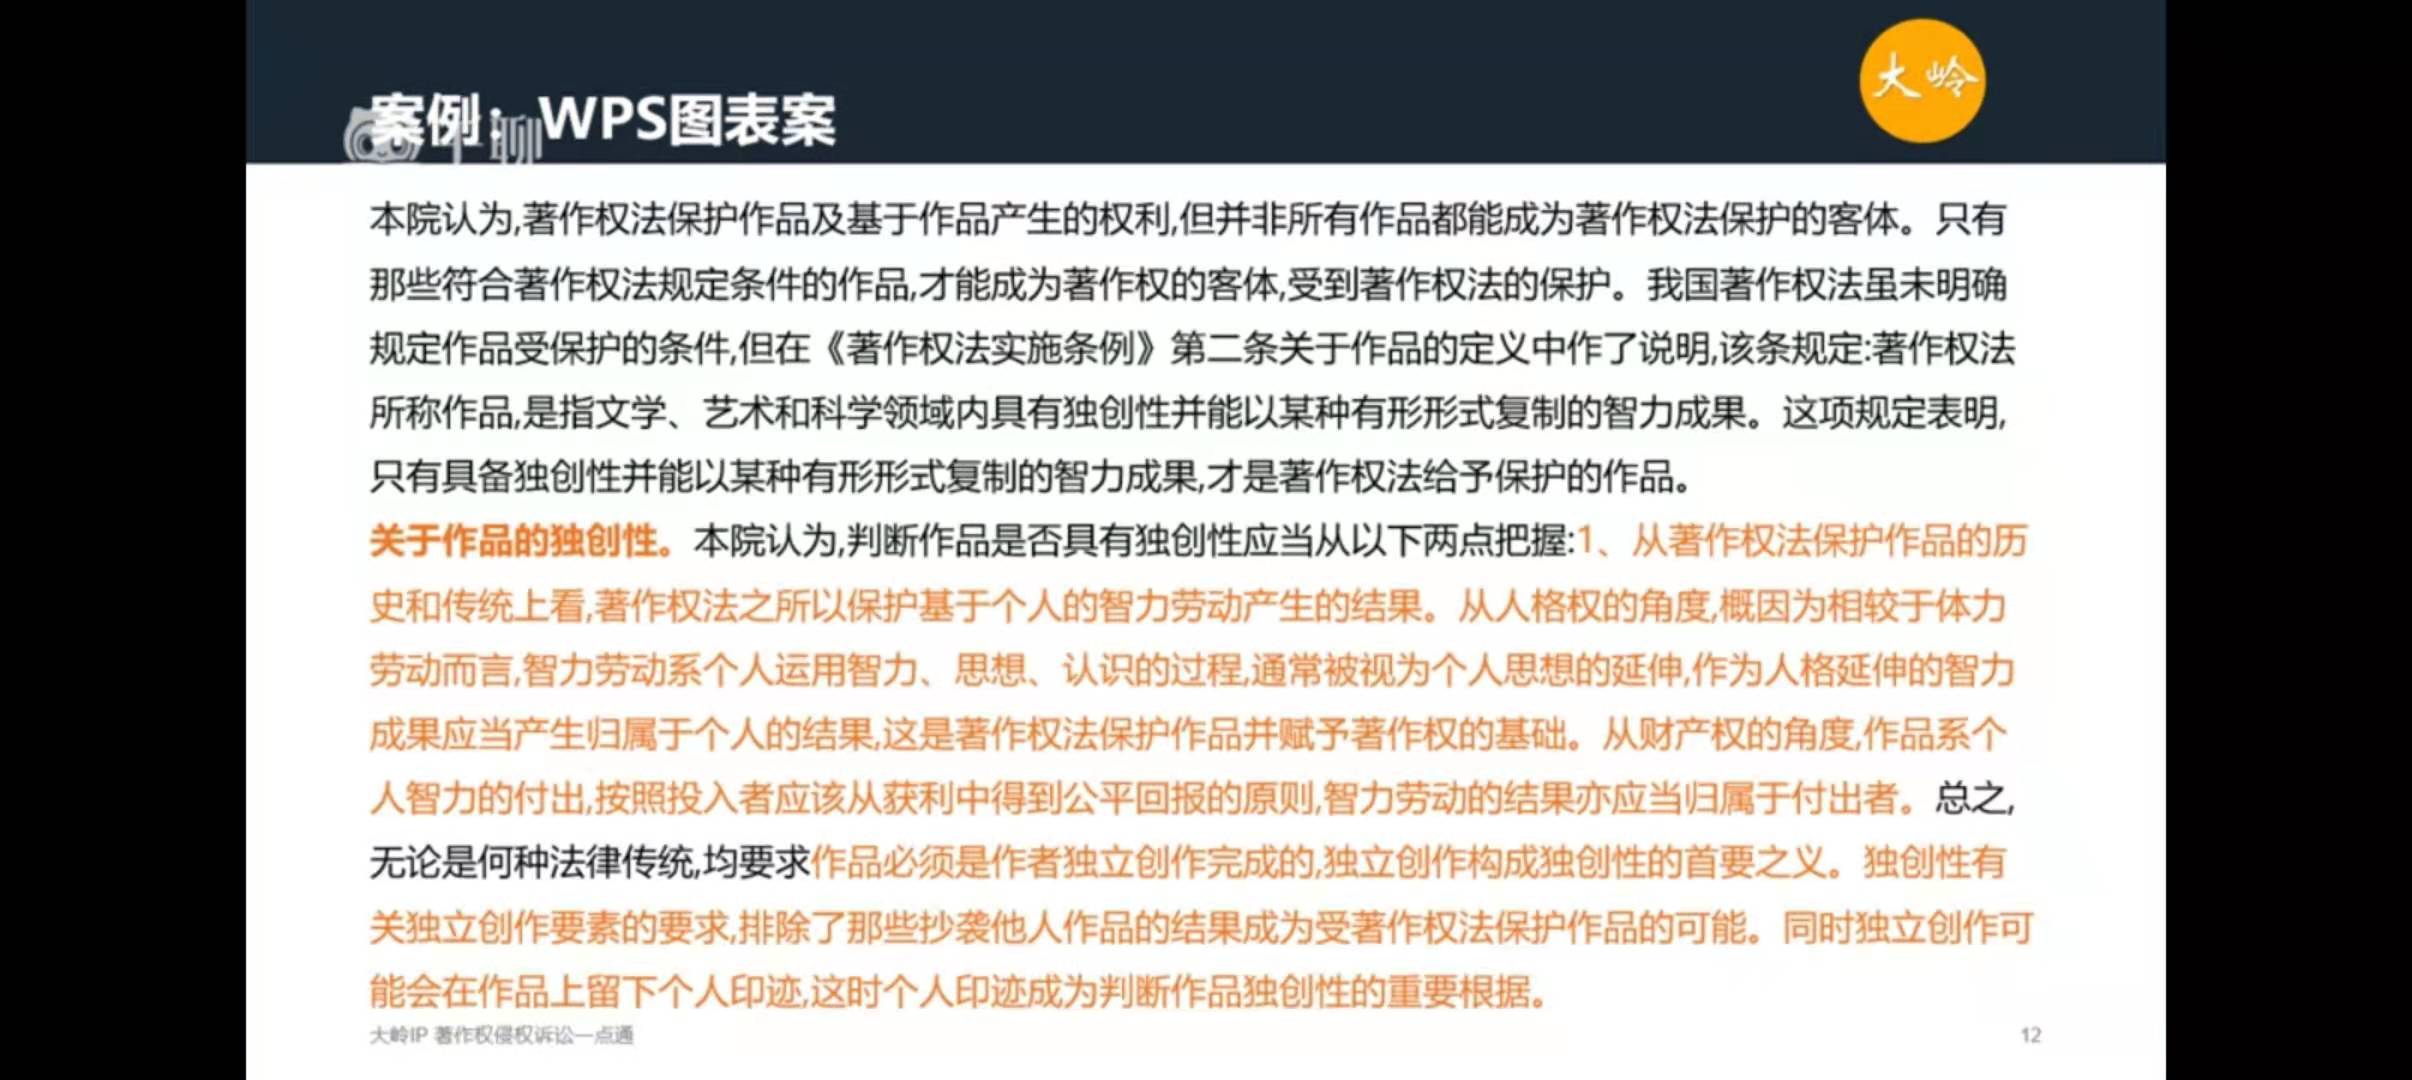 大岭
案例：WPS图表案
千聊
本院认为,著作权法保护作品及基于作品产生的权利,但并非所有作品都能成为著作权法保护的客体。只有
那些符合著作权法规定条件的作品,才能成为著作权的客体,受到著作权法的保护。我国著作权法虽未明确
规定作品受保护的条件,但在《著作权法实施条例》第二条关于作品的定义中作了说明,该条规定:著作权法
所称作品,是指文学、艺术和科学领域内具有独创性并能以某种有形形式复制的智力成果。这项规定表明,
只有具备独创性并能以某种有形形式复制的智力成果,才是著作权法给予保护的作品。
关于作品的独创性。本院认为,判断作品是否具有独创性应当从以下两点把握:1、从著作权法保护作品的历
史和传统上看,著作权法之所以保护基于个人的智力劳动产生的结果。从人格权的角度,概因为相较于体力
劳动而言,智力劳动系个人运用智力、思想、认识的过程,通常被视为个人思想的延伸,作为人格延伸的智力
成果应当产生归属于个人的结果,这是著作权法保护作品并赋予著作权的基础。从财产权的角度,作品系个
人智力的付出,按照投入者应该从获利中得到公平回报的原则,智力劳动的结果亦应当归属于付出者。总之,
无论是何种法律传统,均要求作品必须是作者独立创作完成的,独立创作构成独创性的首要之义。独创性有
关独立创作要素的要求,排除了那些抄袭他人作品的结果成为受著作权法保护作品的可能。同时独立创作可
能会在作品上留下个人印迹,这时个人印迹成为判断作品独创性的重要根据。
大岭IP 著作权侵权诉讼一点通
12